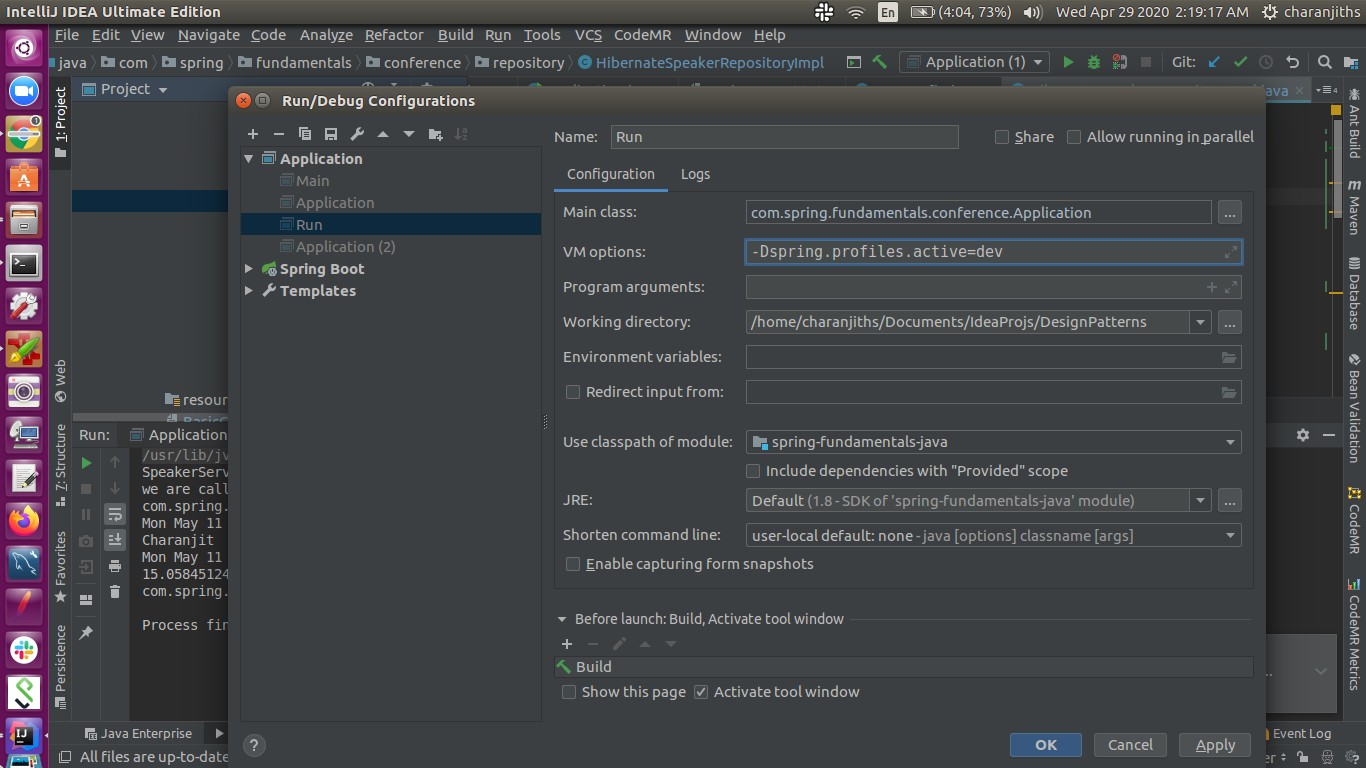 IntelliJ IDEA Ultimate Edition
En
(4:04, 73%)
Wed Apr 29 2020 2:19:17 AM
charanjiths
File Edit View Navigate Code Analyze Refactor Build Run Tools VCS CodeMR Window Help
java com spring fundamentals conference repository HibernateSpeakerRepositoryImpl
Application (1)
Git:
1: Project
Project
ava
4
Run/Debug Configurations
Application
Main
Application
Run
Application (2)
Spring Boot
Templates
Name: Run
Share
Allow running in parallel
Configuration Logs
Main class: com.spring.fundamentals.conference.Application ...
VM options: -Dspring.profiles.active=dev
Program arguments:
Working directory: /home/charanjiths/Documents/IdeaProjs/DesignPatterns ...
Environment variables:
Redirect input from:
Use classpath of module: spring-fundamentals-java
Include dependencies with "Provided" scope
JRE: Default (1.8 - SDK of 'spring-fundamentals-java' module) ...
Shorten command line: user-local default: none - java [options] classname [args]
Enable capturing form snapshots
Before launch: Build, Activate tool window
Build
Show this page
Activate tool window
?
OK Cancel Apply
resour
BasicC
Web
7: Structure
Favorites
Persistence
Run: Application
/usr/lib/jv
SpeakerServ
we are call
com.spring.
Mon May 11
Charanjit
Mon May 11
15.05845124
com.spring.
Process fin
Ant Build
m Maven
Database
Bean Validation
CodeMR
CodeMR Metrics
Java Enterprise
Event Log
All files are up-to-date
er